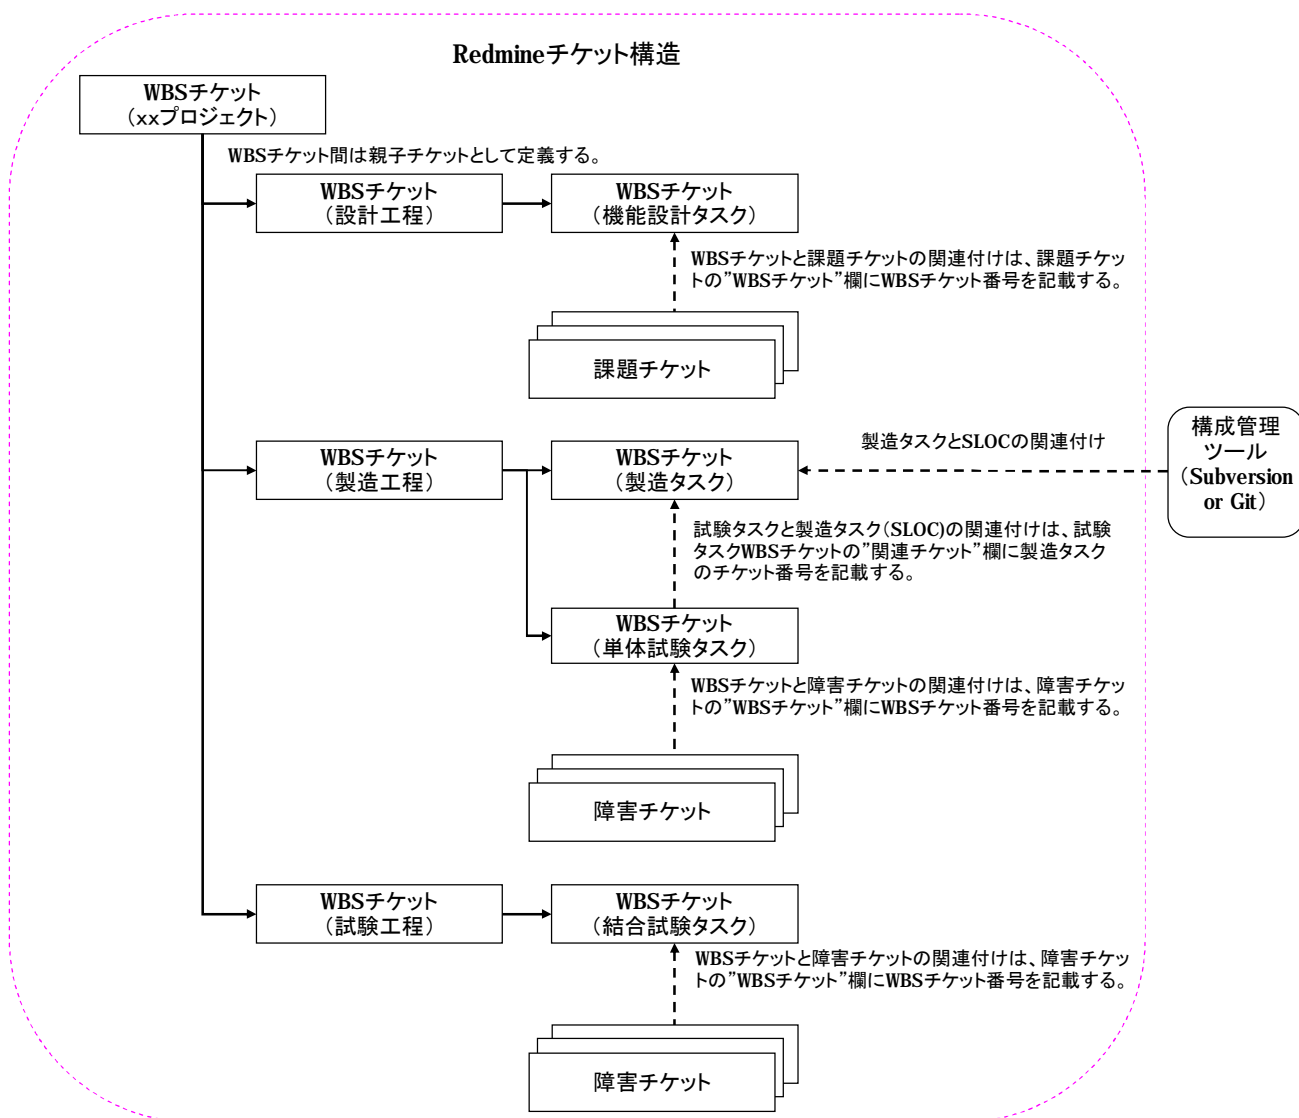 Redmineチケット構造
WBSチケット
（xxプロジェクト）
WBSチケット間は親子チケットとして定義する。
WBSチケット
（設計工程）
WBSチケット
（機能設計タスク）
WBSチケットと課題チケットの関連付けは、課題チケッ
トの”WBSチケット”欄にWBSチケット番号を記載する。
課題チケット
WBSチケット
（製造工程）
WBSチケット
（製造タスク）
製造タスクとSLOCの関連付け
構成管理
ツール
（Subversion
or Git）
試験タスクと製造タスク（SLOC)の関連付けは、試験
タスクWBSチケットの”関連チケット”欄に製造タスク
のチケット番号を記載する。
WBSチケット
（単体試験タスク）
WBSチケットと障害チケットの関連付けは、障害チケッ
トの”WBSチケット”欄にWBSチケット番号を記載する。
障害チケット
WBSチケット
（試験工程）
WBSチケット
（結合試験タスク）
WBSチケットと障害チケットの関連付けは、障害チケッ
トの”WBSチケット”欄にWBSチケット番号を記載する。
障害チケット